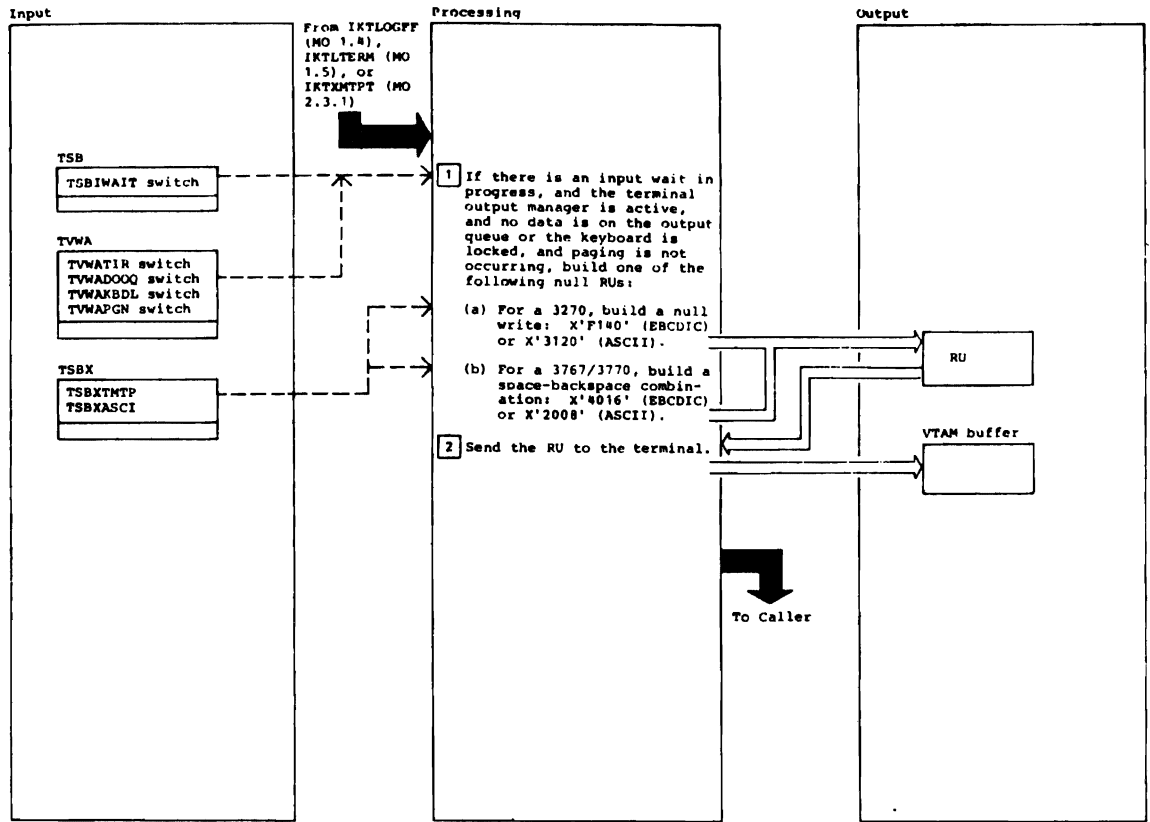 Input
Processing
Output
From IKTLOGFF
(MO 1.4),
IKTLTERM (MO
1.5), or
IKTXMTPT (MO
2.3.1)
TSB
TSBIWAIT switch
TVWA
TVWATIR switch
TVWADOOQ switch
TVWAKBDL switch
TVWAPGN switch
TSBX
TSBXTMTP
TSBXASCI
1 If there is an input wait in
progress, and the terminal
output manager is active,
and no data is on the output
queue or the keyboard is
locked, and paging is not
occurring, build one of the
following null RUs:
(a) For a 3270, build a null
write: X'F140' (EBCDIC)
or X'3120' (ASCII).
(b) For a 3767/3770, build a
space-backspace combin-
ation: X'4016' (EBCDIC)
or X'2008' (ASCII).
2 Send the RU to the terminal.
RU
VTAM buffer
To Caller